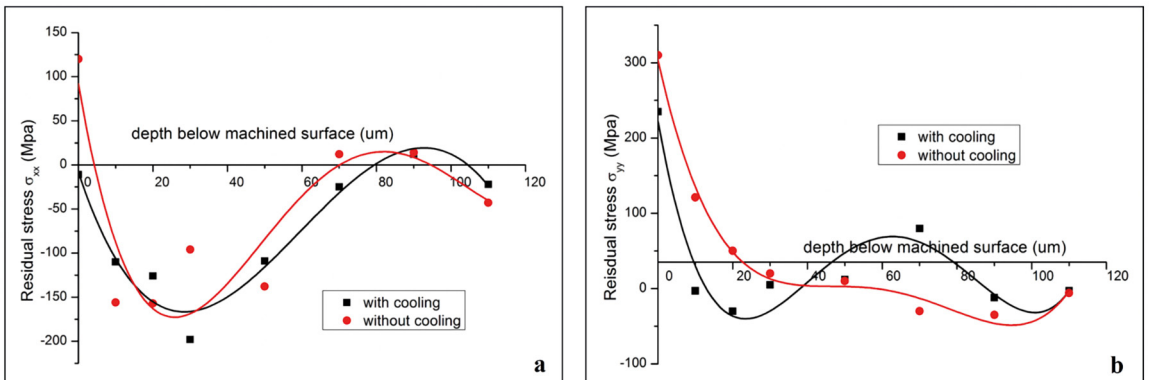 150
100
50
0
-50
-100
-150
-200
Residual stress σxx (Mpa)
depth below machined surface (um)
0 20 40 60 80 100 120
with cooling
without cooling
a
300
200
100
0
-100
Reisdual stress σyy (Mpa)
with cooling
without cooling
depth below machined surface (um)
0 20 40 60 80 100 120
b